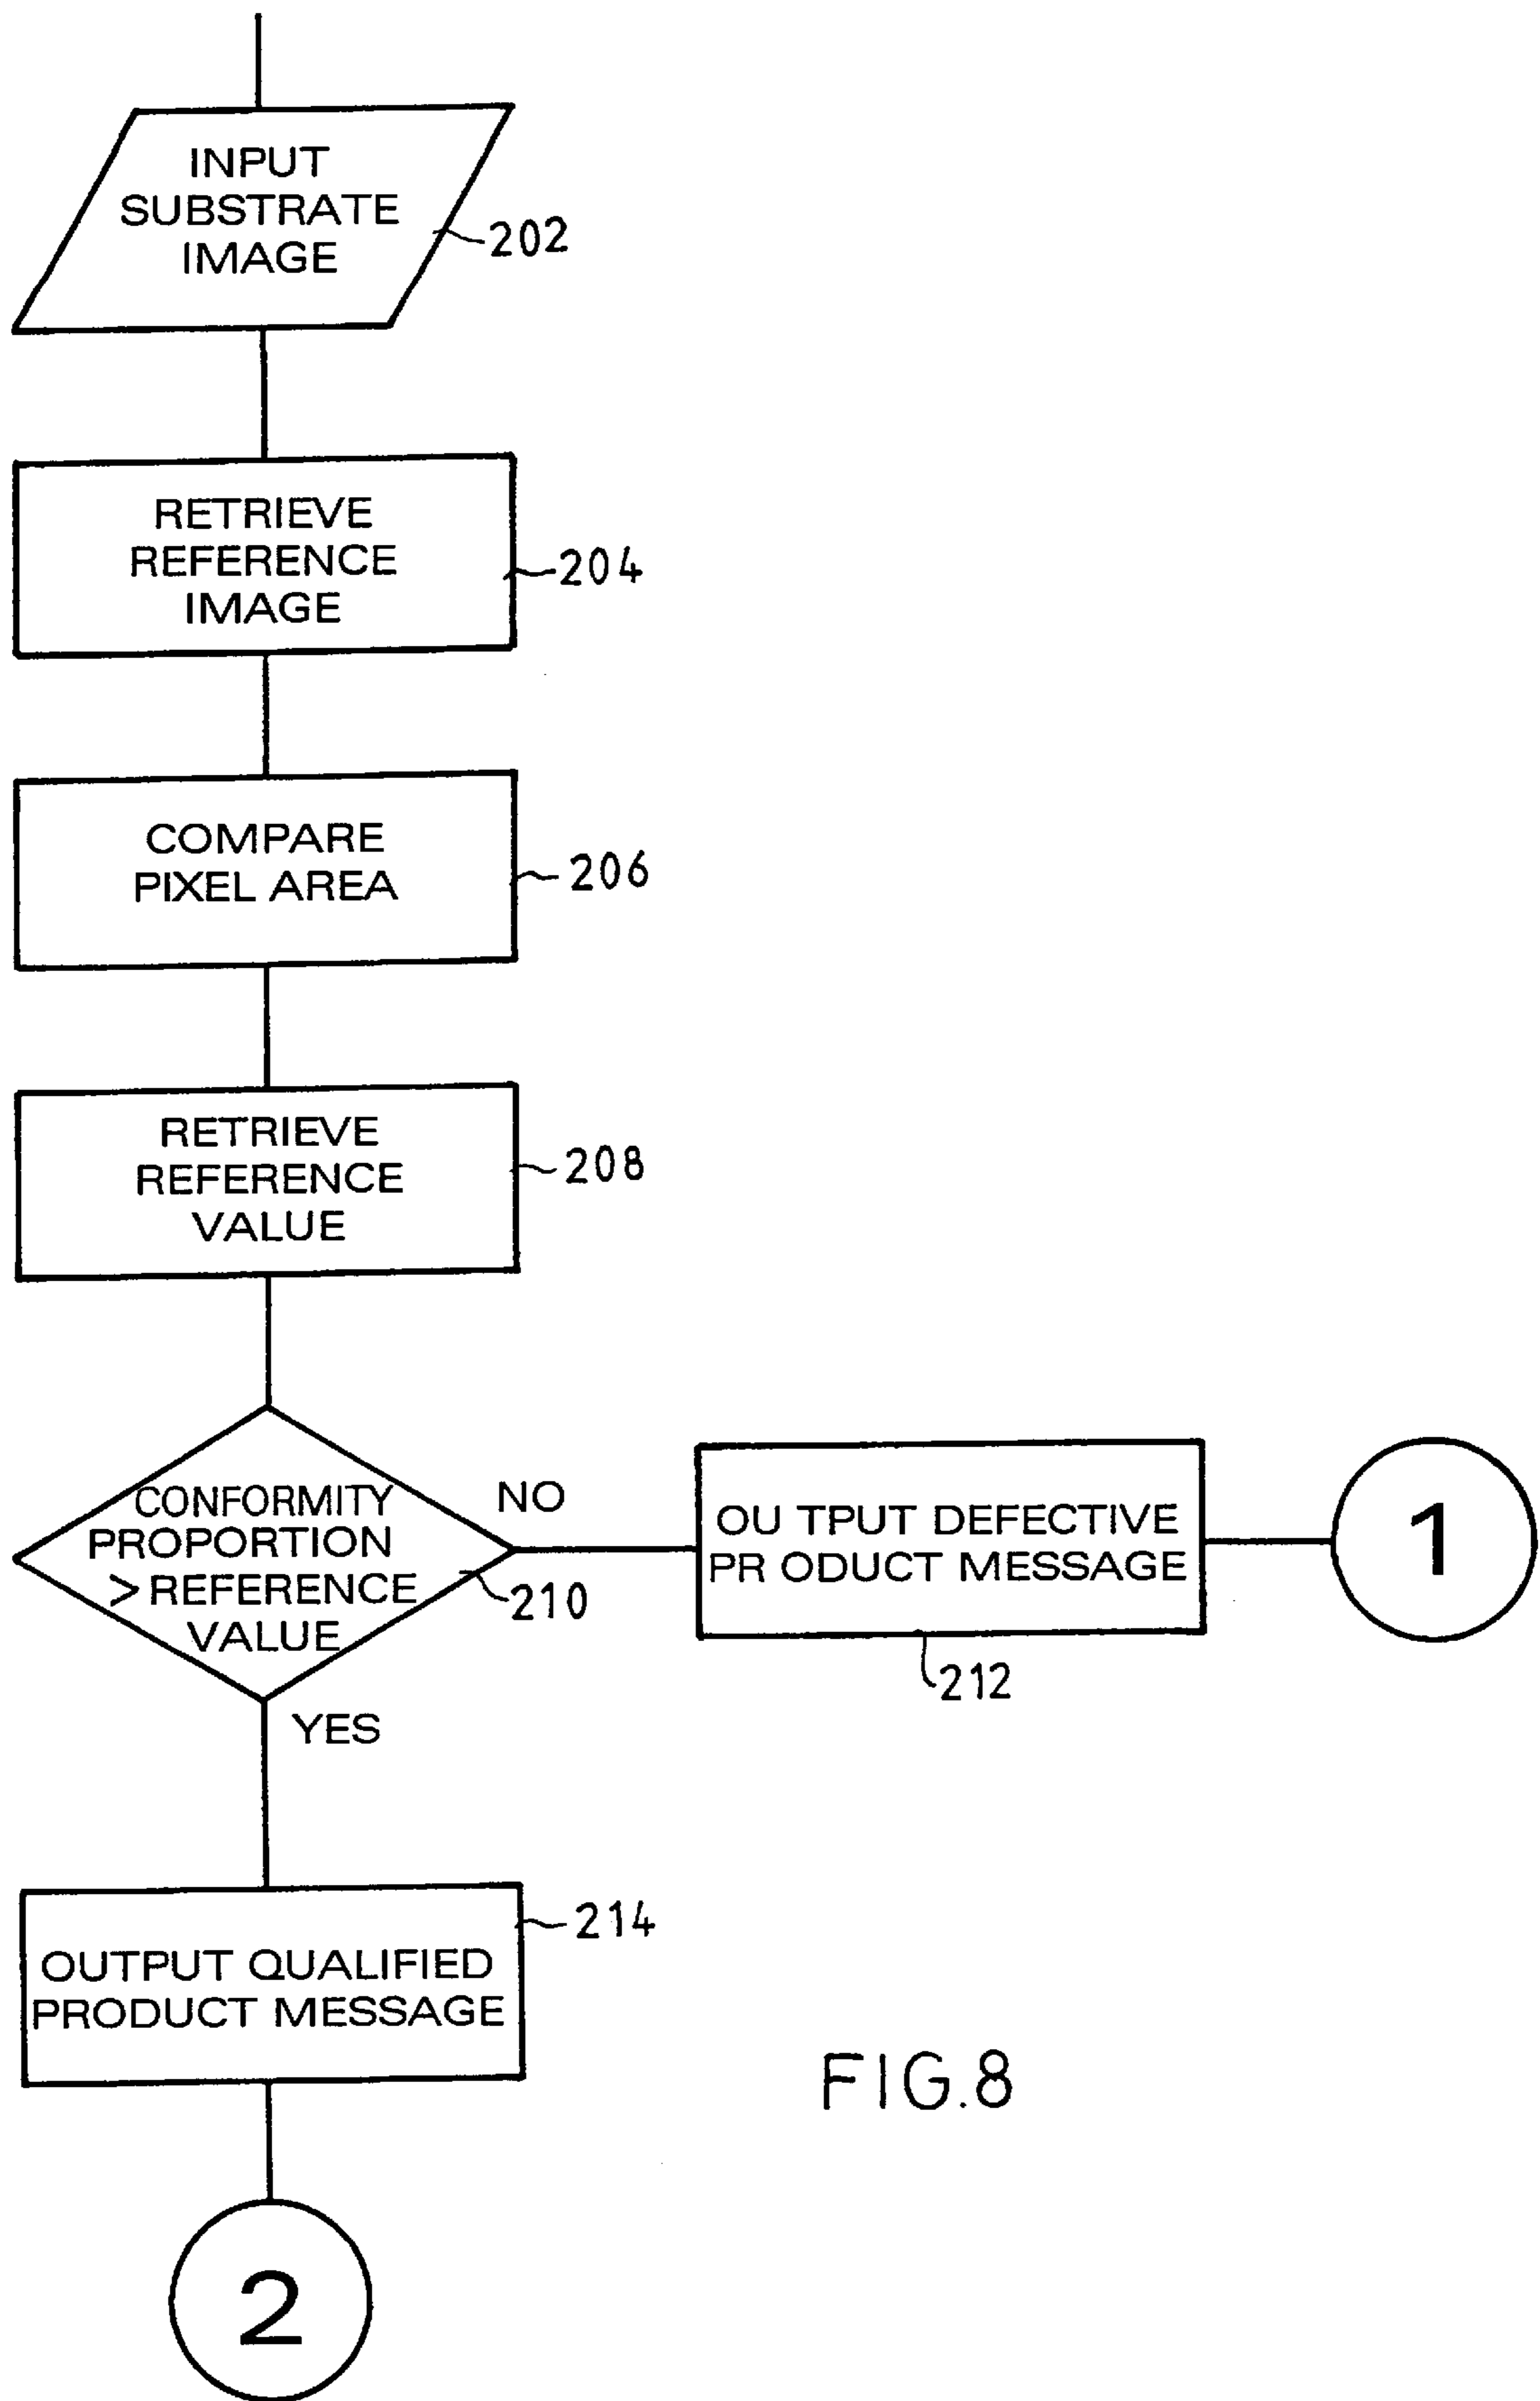 INPUT
SUBSTRATE
IMAGE
202
RETRIEVE
REFERENCE
IMAGE
204
COMPARE
PIXEL AREA
206
RETRIEVE
REFERENCE
VALUE
208
CONFORMITY
PROPORTION
> REFERENCE
VALUE
210
NO
OU TPUT DEFECTIVE
PR ODUCT MESSAGE
212
1
YES
OUTPUT QUALIFIED
PRODUCT MESSAGE
214
2
FIG.8